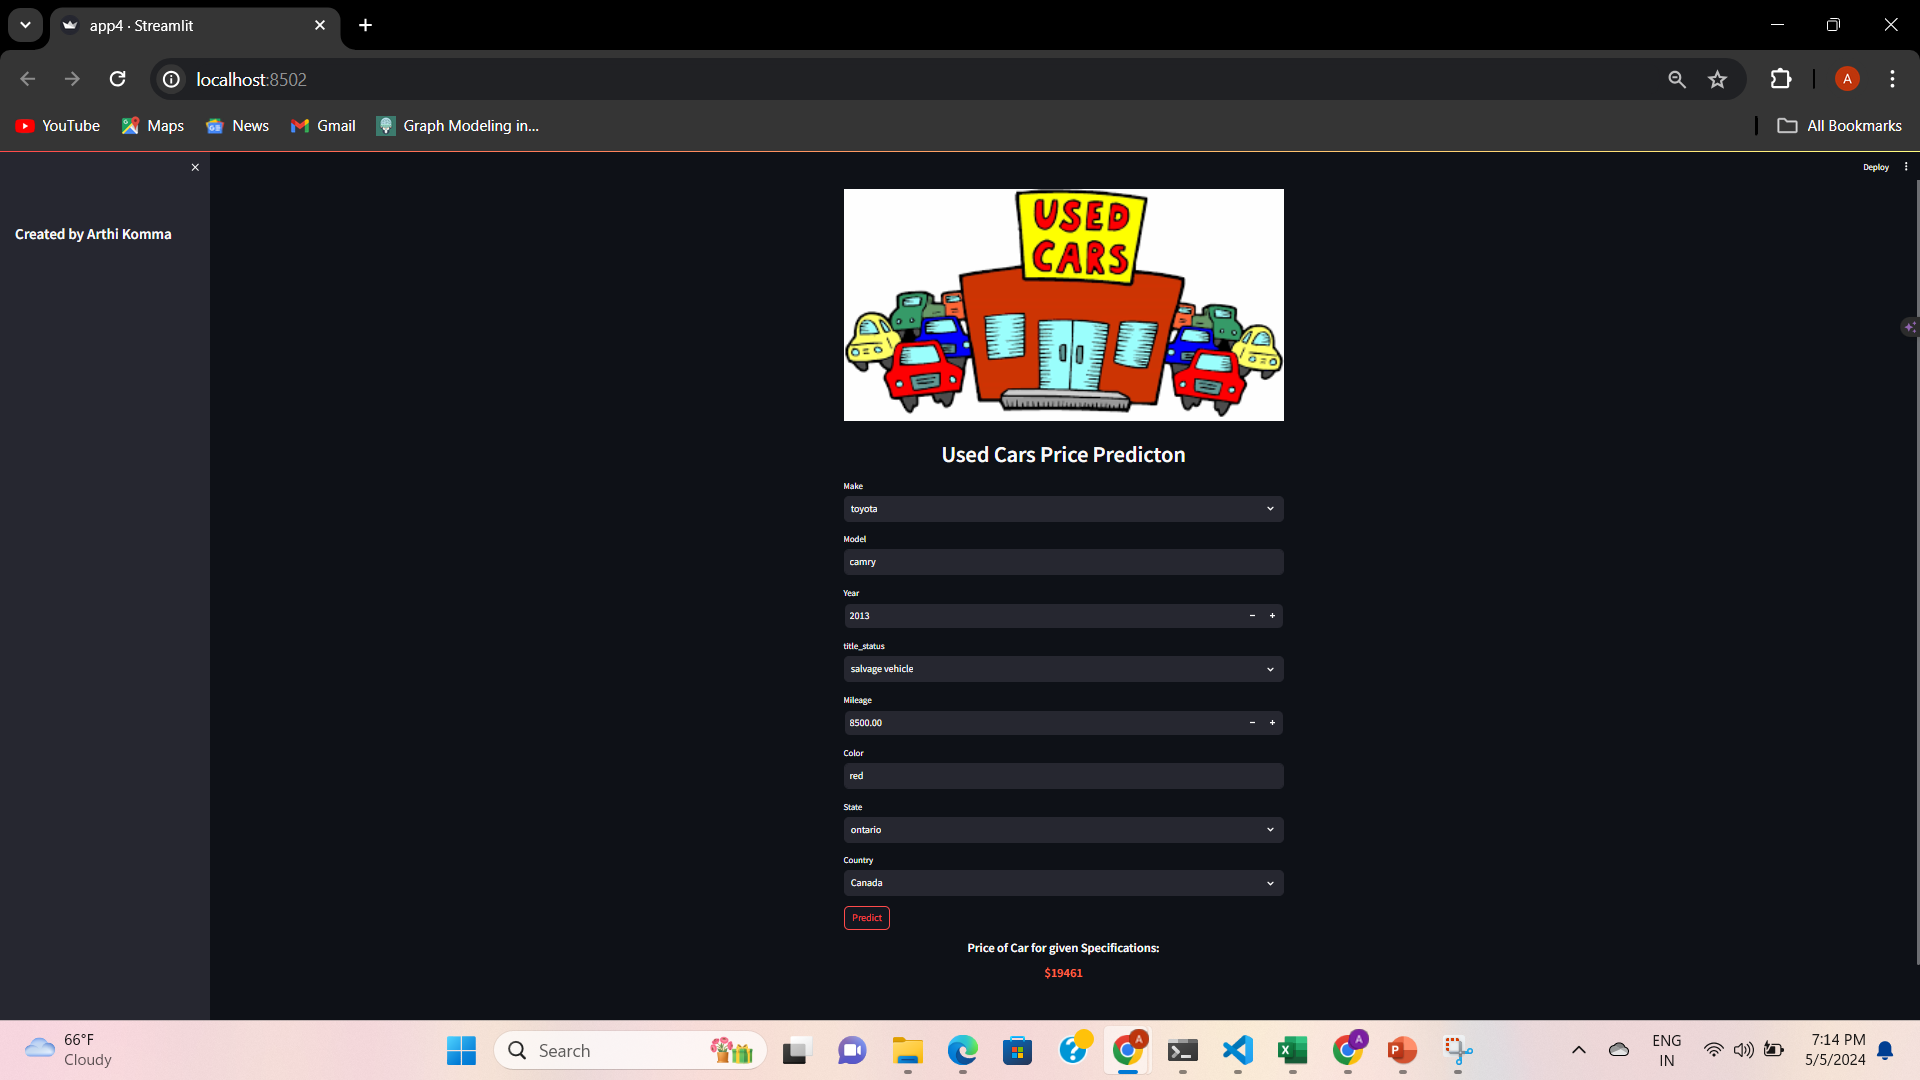 app4 · Streamlit
localhost:8502
A
YouTube
Maps
News
Gmail
Graph Modeling in...
All Bookmarks
Deploy
Created by Arthi Komma
USED
CARS
Used Cars Price Predicton
Make
toyota
Model
camry
Year
2013
title_status
salvage vehicle
Mileage
8500.00
Color
red
State
ontario
Country
Canada
Predict
Price of Car for given Specifications:
$19461
66°F
Cloudy
Search
A
A
ENG
IN
7:14 PM
5/5/2024